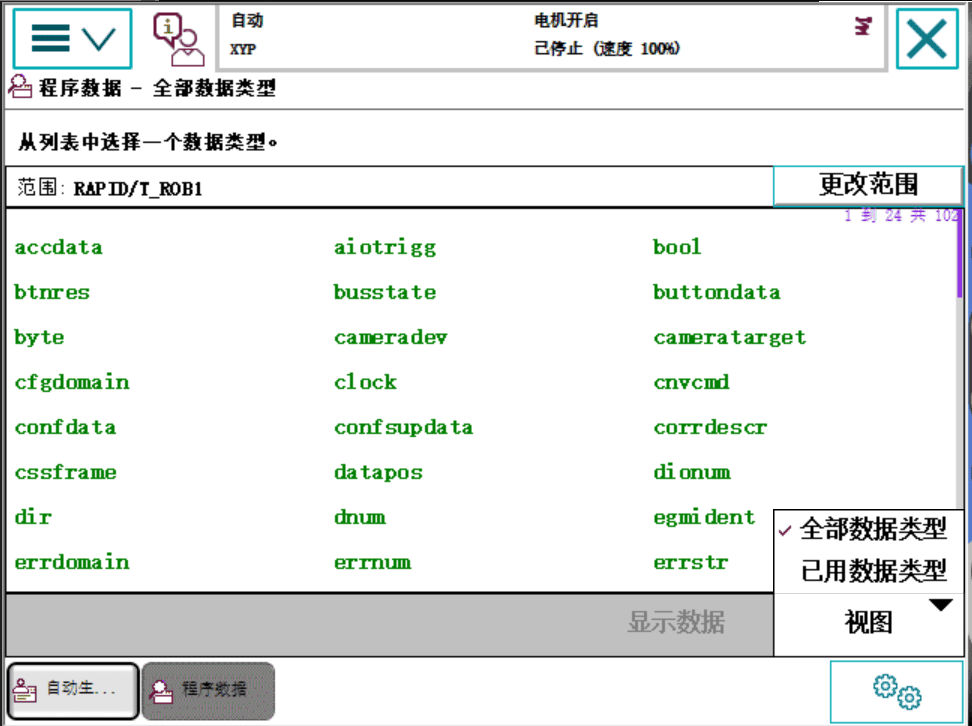 自动
电机开启
XYP
已停止 (速度 100%)
程序数据 - 全部数据类型
从列表中选择一个数据类型。
范围: RAPID/T_ROB1
更改范围
1 到 24 共 102
accdata aiotrigg bool
btnres busstate buttondata
byte cameradev cameratarget
cfgdomain clock cnvcmd
confdata confsupdata corrdescr
cssframe datapos dionum
dir dnum egmident
errdomain errnum errstr
全部数据类型
已用数据类型
显示数据
视图
自动生...
程序数据